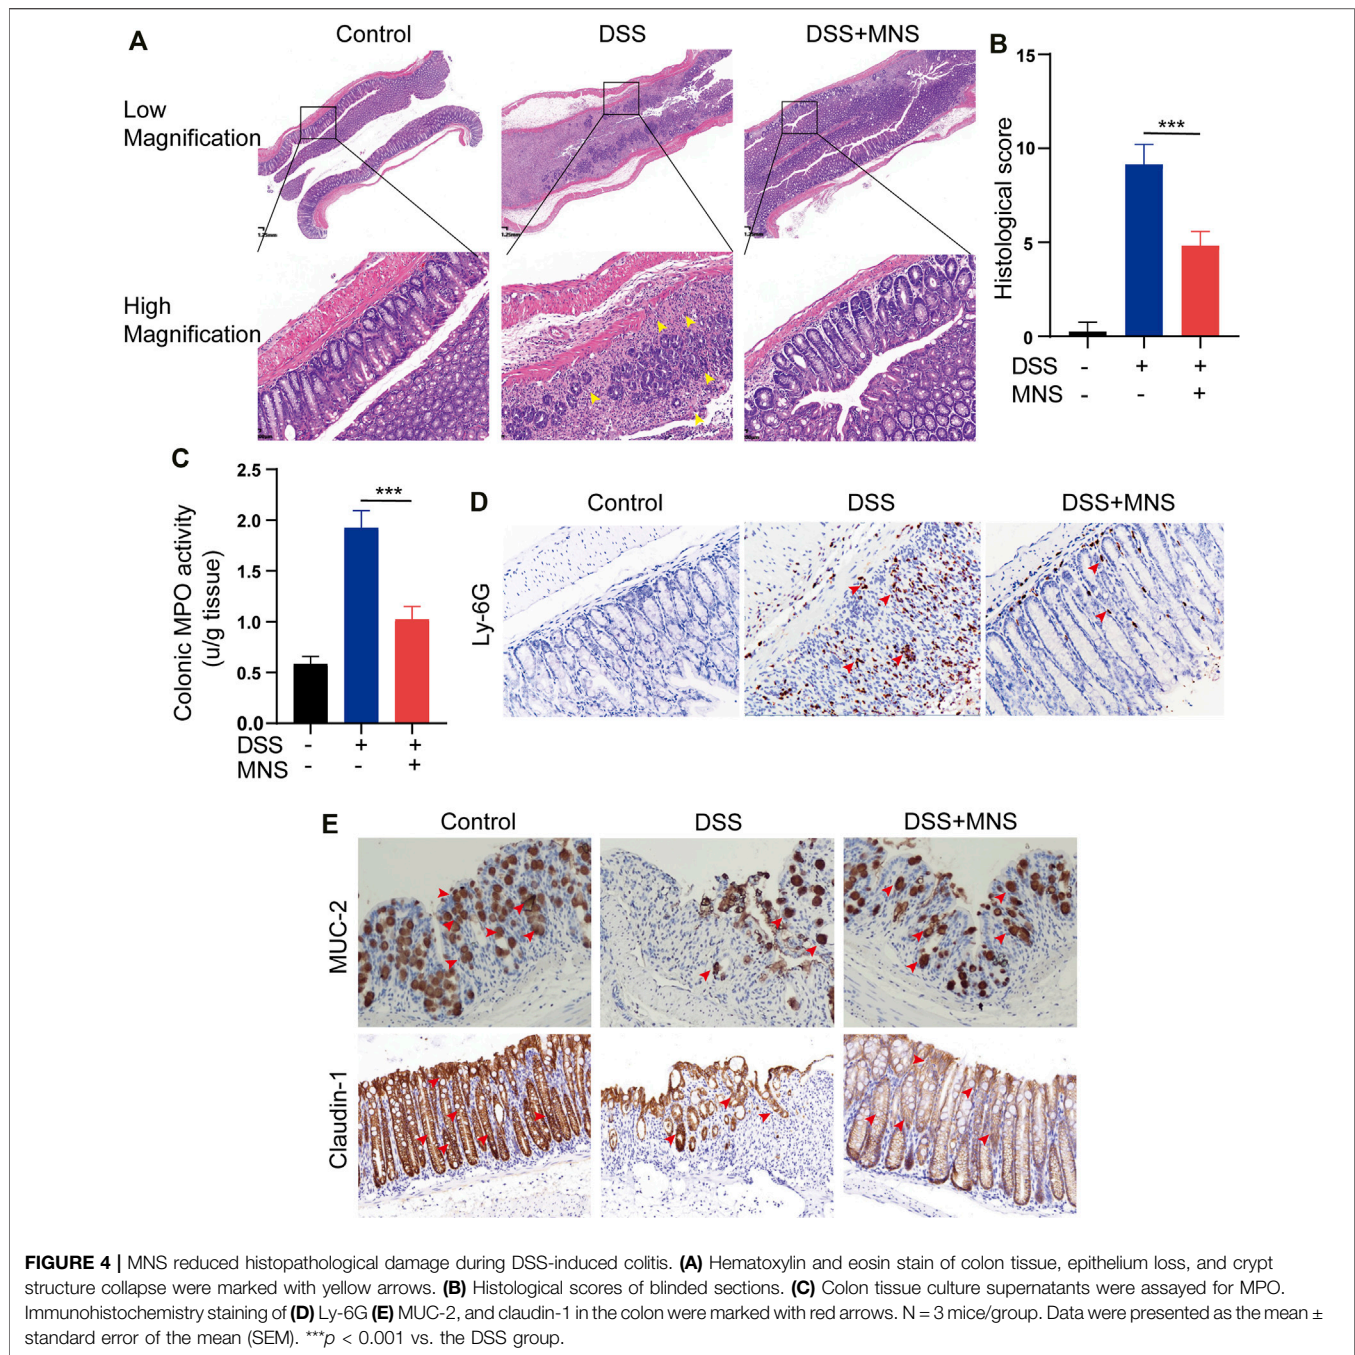 A
Control
DSS
DSS+MNS
Low
Magnification
1.25mm
1.25mm
1.25mm
High
Magnification
B
Histological score
15
10
5
0
***
DSS - + +
MNS - - +
C
Colonic MPO activity
(u/g tissue)
2.5
2.0
1.5
1.0
0.5
0.0
***
DSS - + +
MNS - - +
D
Control
DSS
DSS+MNS
Ly-6G
E
Control
DSS
DSS+MNS
MUC-2
Claudin-1
FIGURE 4 | MNS reduced histopathological damage during DSS-induced colitis. (A) Hematoxylin and eosin stain of colon tissue, epithelium loss, and crypt
structure collapse were marked with yellow arrows. (B) Histological scores of blinded sections. (C) Colon tissue culture supernatants were assayed for MPO.
Immunohistochemistry staining of (D) Ly-6G (E) MUC-2, and claudin-1 in the colon were marked with red arrows. N = 3 mice/group. Data were presented as the mean ±
standard error of the mean (SEM). ***p < 0.001 vs. the DSS group.